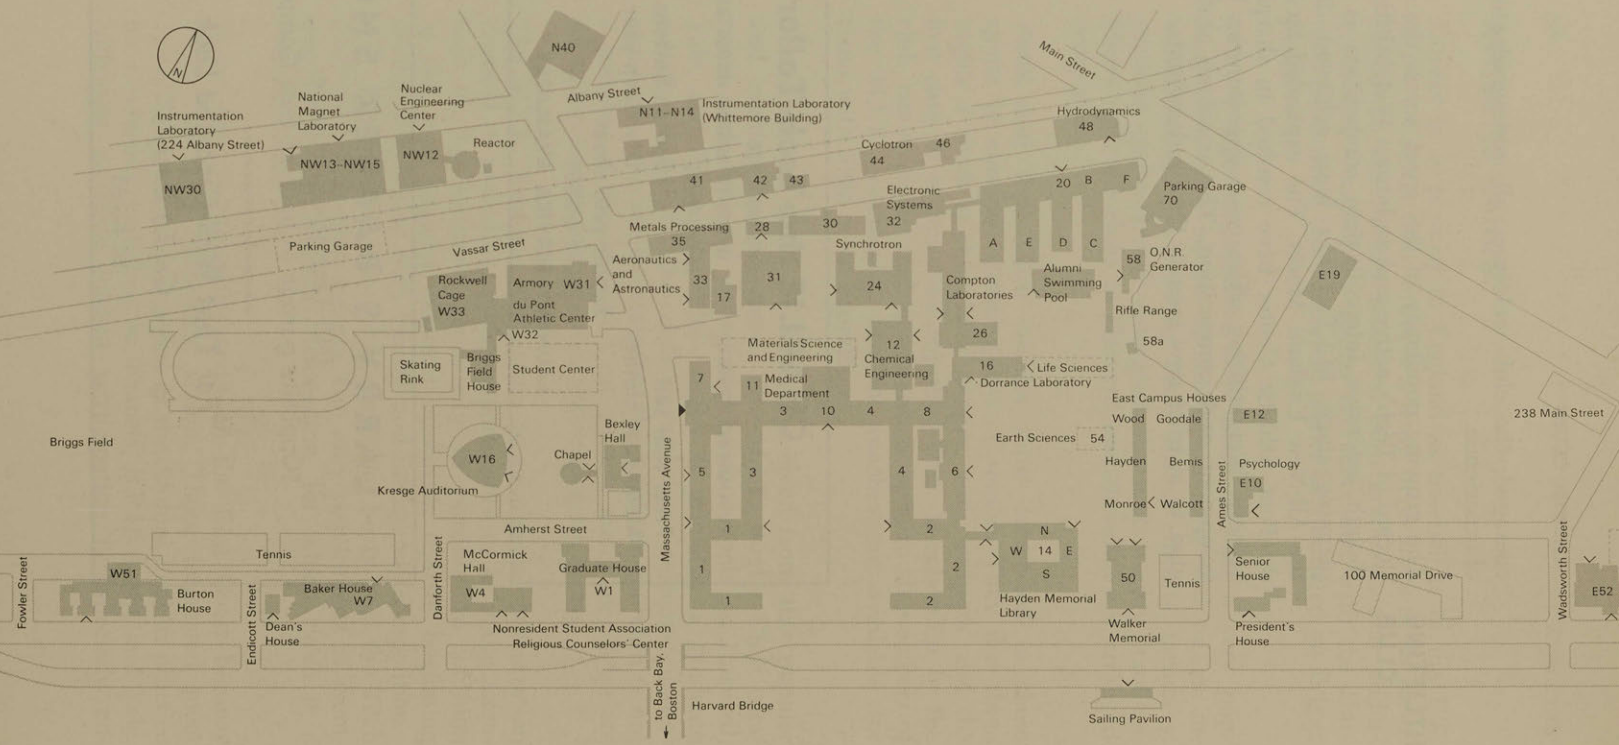 N
N40
Main Street
Albany Street
N11–N14
Instrumentation Laboratory
(Whittemore Building)
Nuclear
Engineering
Center
National
Magnet
Laboratory
Instrumentation
Laboratory
(224 Albany Street)
Hydrodynamics
48
Reactor
NW12
NW13–NW15
NW30
Cyclotron
44
46
41
42
43
20
B
F
Parking Garage
70
Electronic
Systems
32
30
28
Metals Processing
35
Synchrotron
Vassar Street
Parking Garage
A
E
D
C
58
O.N.R.
Generator
E19
Aeronautics
and
Astronautics
33
17
31
24
Compton
Laboratories
Alumni
Swimming
Pool
Rockwell
Cage
W33
Armory
W31
du Pont
Athletic Center
W32
Rifle Range
58a
26
12
Chemical
Engineering
Materials Science
and Engineering
Skating
Rink
Briggs
Field
House
Student Center
7
11
Medical
Department
16
Life Sciences
Dorrance Laboratory
3
10
4
8
East Campus Houses
Wood
Goodale
E12
238 Main Street
Briggs Field
Bexley
Hall
Earth Sciences
54
W16
Chapel
Kresge Auditorium
Massachusetts Avenue
5
3
4
6
Hayden
Bemis
Psychology
E10
Monroe
Walcott
Ames Street
Amherst Street
1
2
N
W
14
E
S
Hayden Memorial
Library
Tennis
Danforth Street
McCormick
Hall
W4
Graduate House
W1
1
2
50
Tennis
Senior
House
100 Memorial Drive
Wadsworth Street
E52
Fowler Street
W51
Burton
House
Endicott Street
Baker House
W7
Dean's
House
1
2
Walker
Memorial
President's
House
Nonresident Student Association
Religious Counselors' Center
to Back Bay,
Boston
Harvard Bridge
Sailing Pavilion